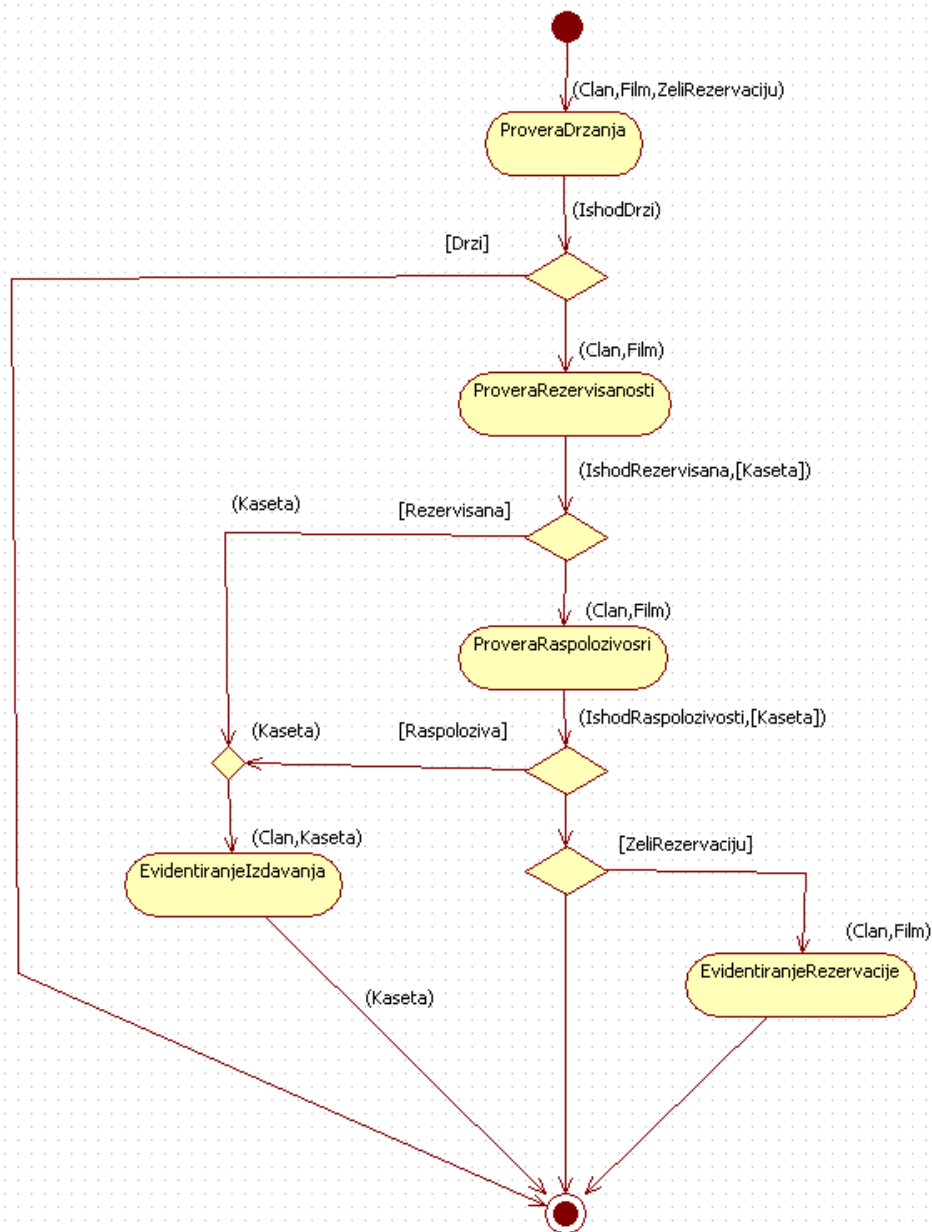 (Clan,Film,ZeliRezervaciju)
ProveraDrzanja
(IshodDrzi)
[Drzi]
(Clan,Film)
ProveraRezervisanosti
(IshodRezervisana,[Kaseta])
(Kaseta)
[Rezervisana]
(Clan,Film)
ProveraRaspolozivosri
(IshodRaspolozivosti,[Kaseta])
(Kaseta)
[Raspoloziva]
(Clan,Kaseta)
[ZeliRezervaciju]
EvidentiranjeIzdavanja
(Clan,Film)
EvidentiranjeRezervacije
(Kaseta)